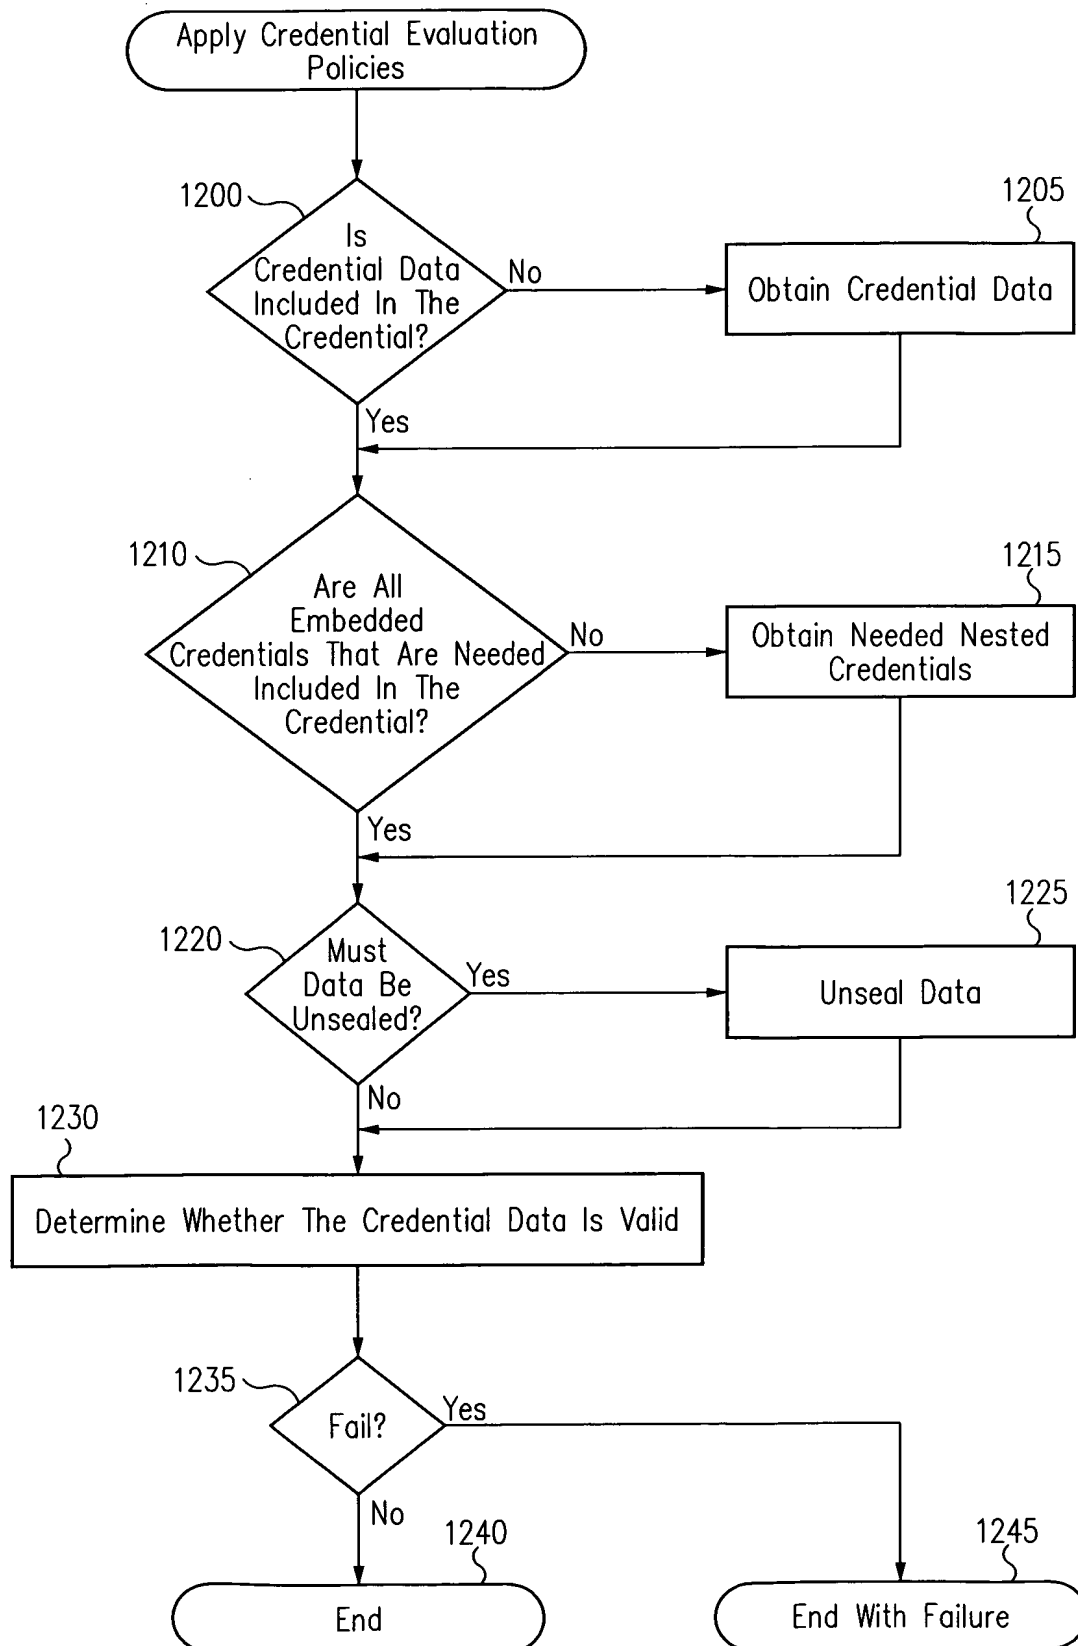 Apply Credential Evaluation
Policies
1200
Is
Credential Data
Included In The
Credential?
No
1205
Obtain Credential Data
Yes
1210
Are All
Embedded
Credentials That Are Needed
Included In The
Credential?
No
1215
Obtain Needed Nested
Credentials
Yes
1220
Must
Data Be
Unsealed?
Yes
1225
Unseal Data
No
1230
Determine Whether The Credential Data Is Valid
1235
Fail?
Yes
No
1240
End
1245
End With Failure